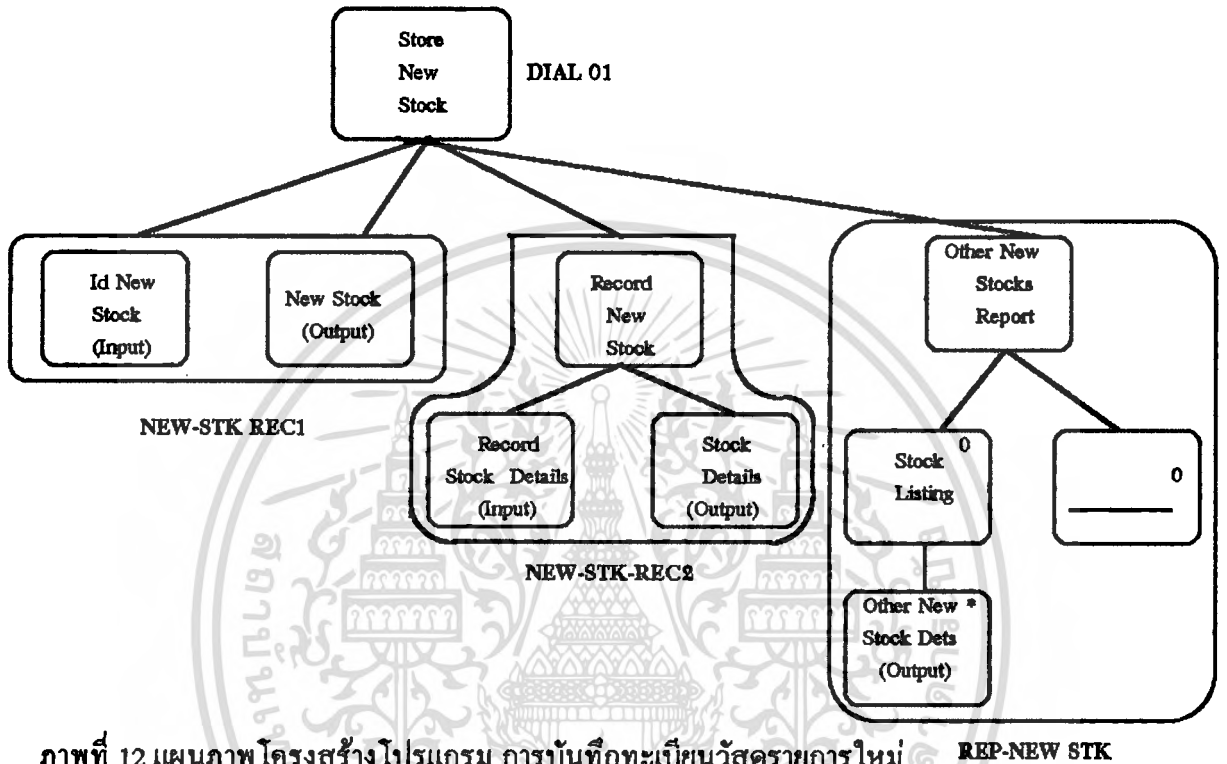 Store
New
Stock
DIAL 01
Id New
Stock
(Input)
New Stock
(Output)
NEW-STK REC1
Record
New
Stock
Record
Stock Details
(Input)
Stock
Details
(Output)
NEW-STK-REC2
Other New
Stocks
Report
0
Stock
Listing
0
Other New *
Stock Dets
(Output)
REP-NEW STK
ภาพที่ 12 แผนภาพโครงสร้างโปรแกรม การบันทึกทะเบียนวัสดุรายการใหม่